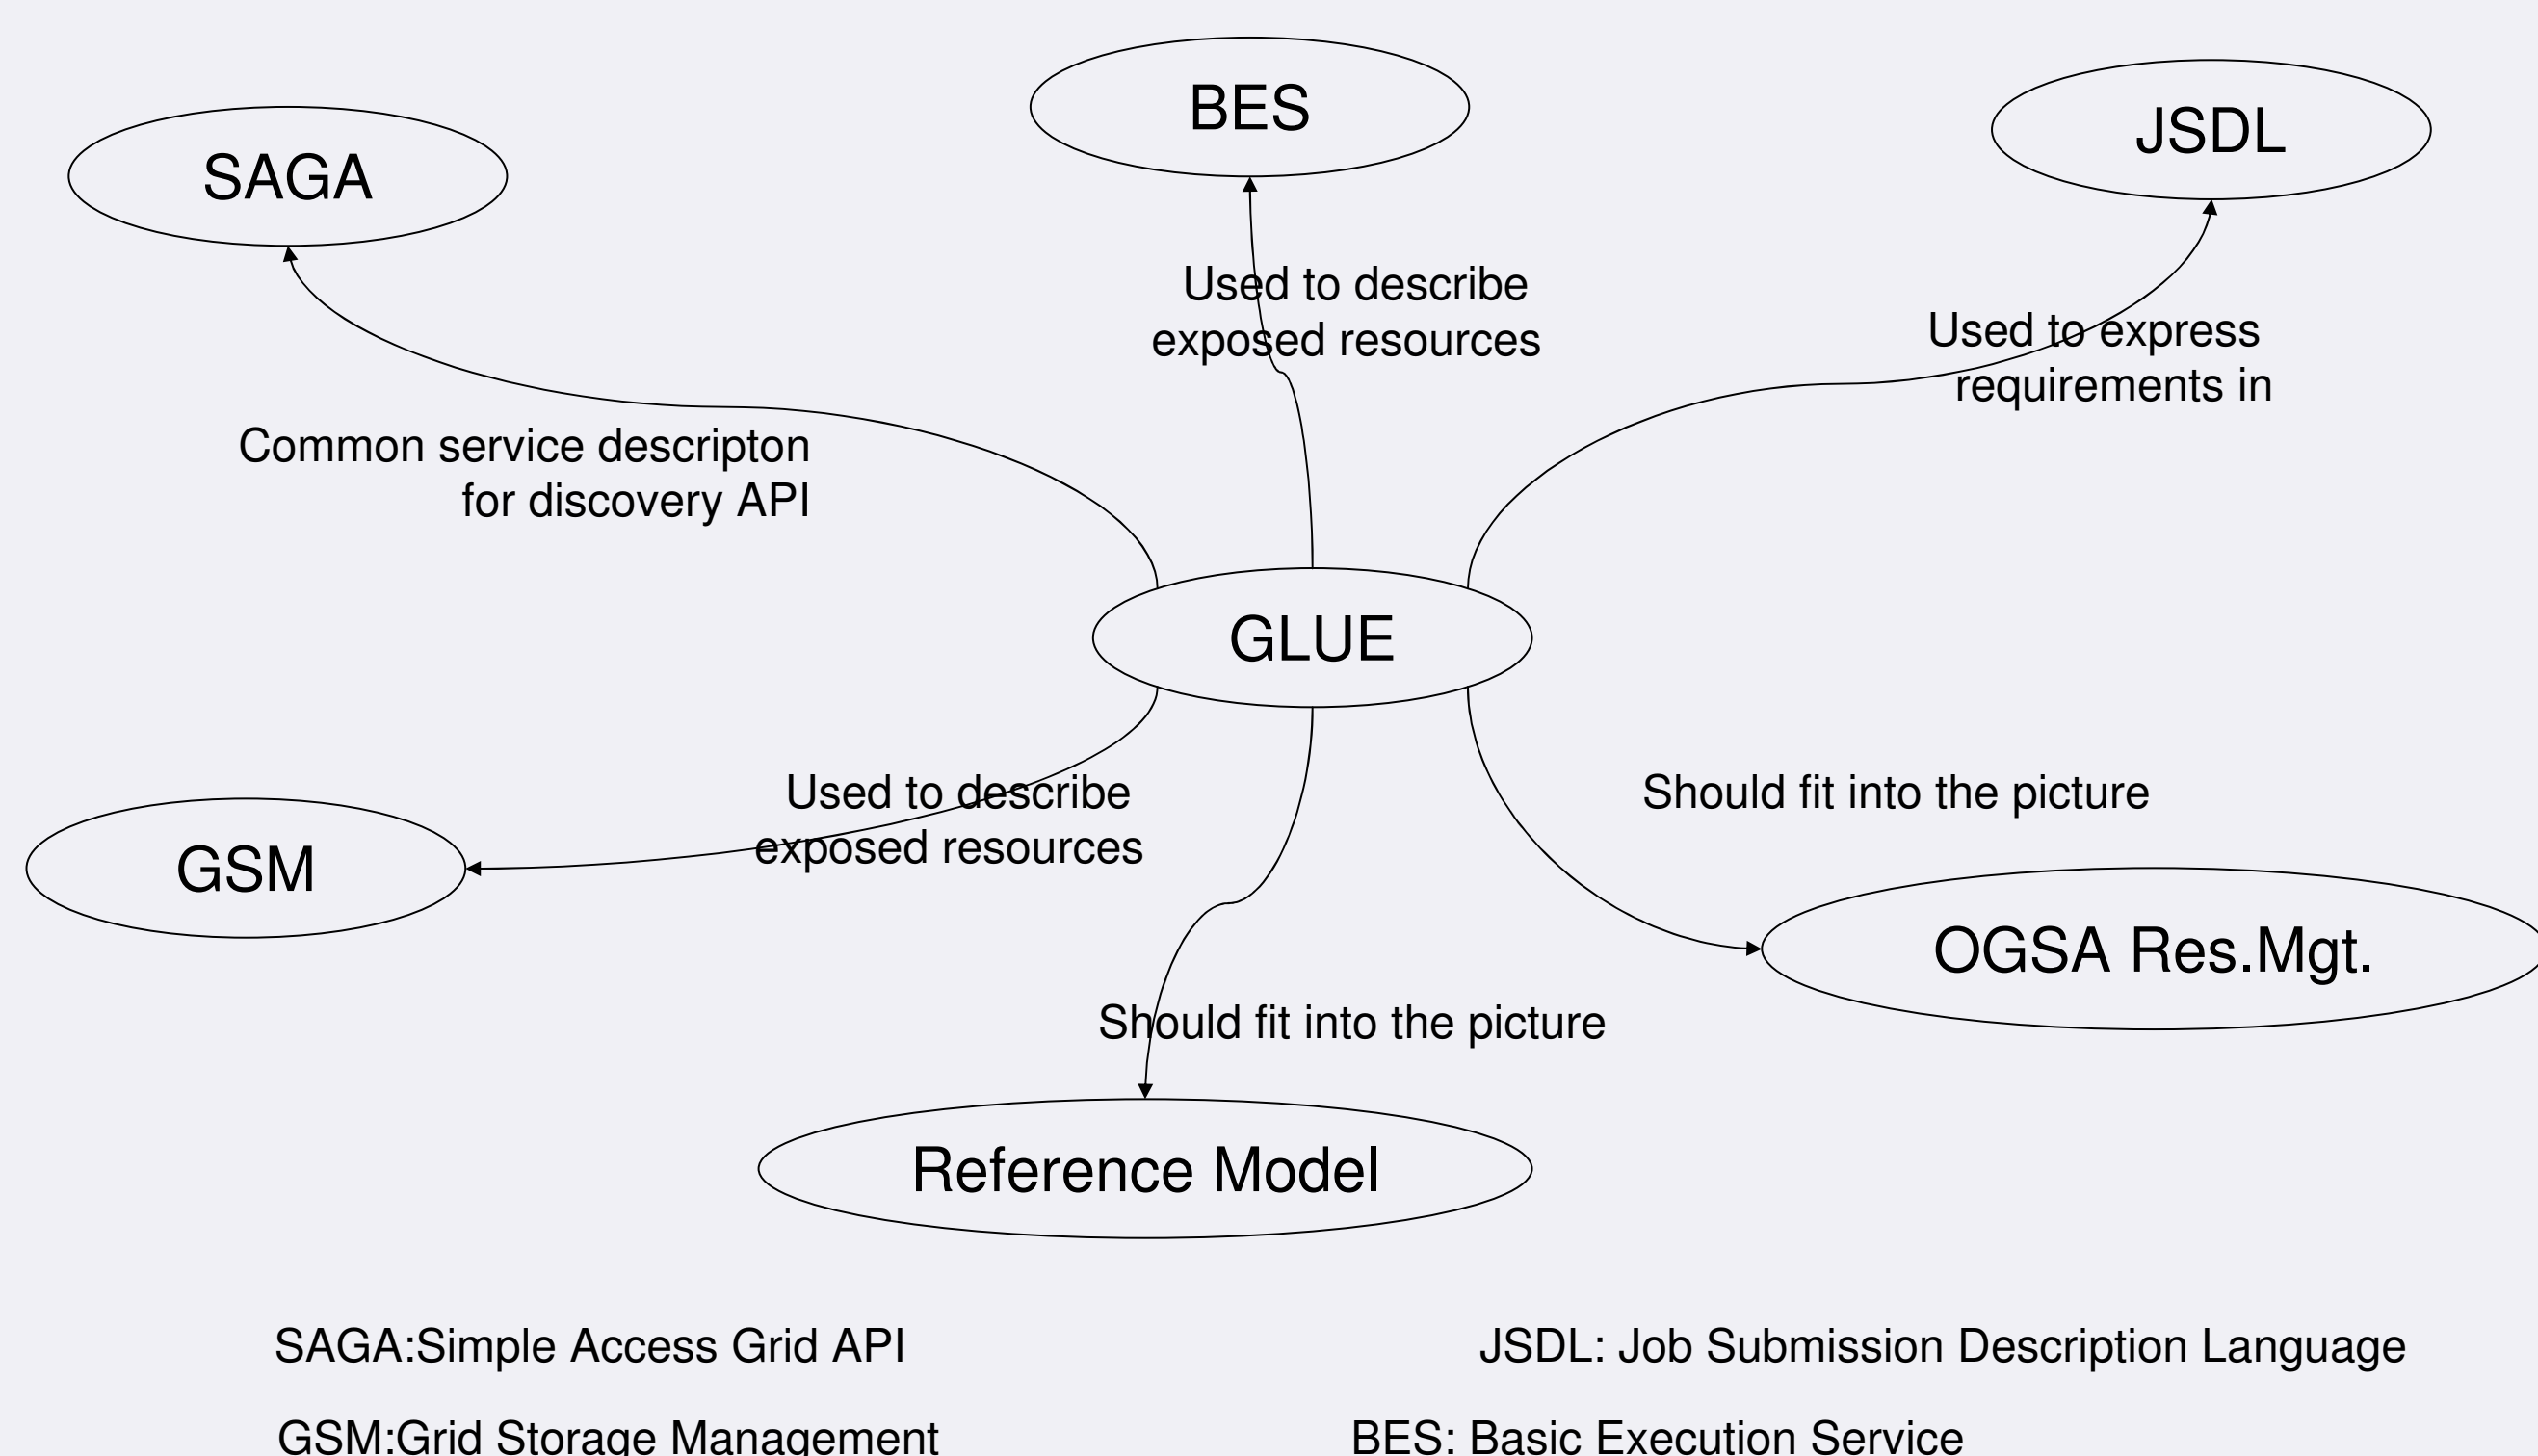 BES
JSDL
SAGA
Used to describe
exposed resources
Used to express
requirements in
Common service descripton
for discovery API
GLUE
Used to describe
exposed resources
Should fit into the picture
GSM
OGSA Res.Mgt.
Should fit into the picture
Reference Model
SAGA:Simple Access Grid API
JSDL: Job Submission Description Language
GSM:Grid Storage Management
BES: Basic Execution Service